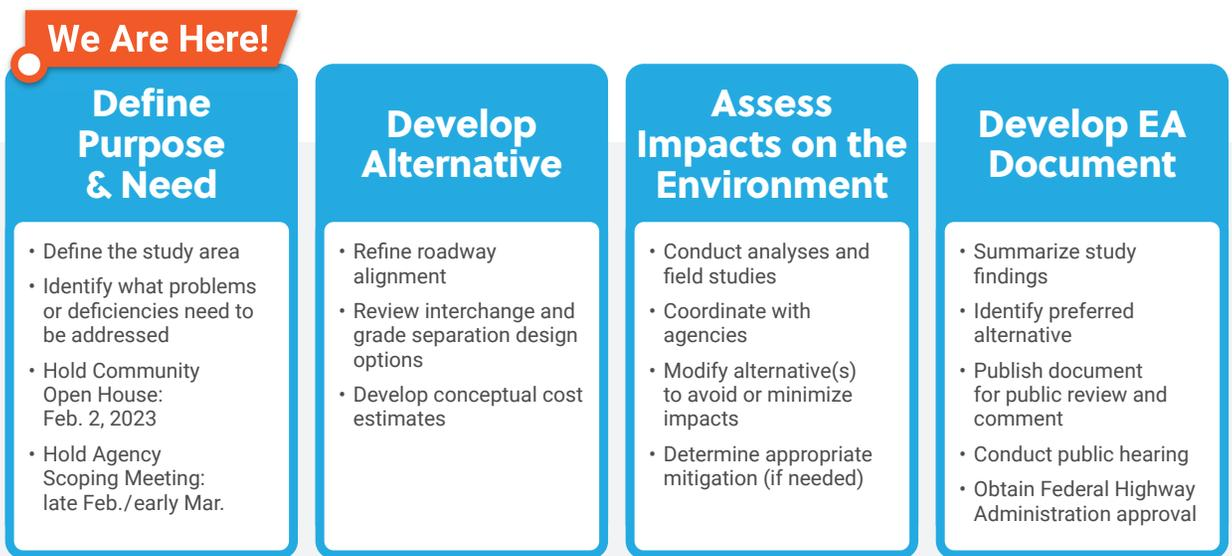 We Are Here!
Define
Purpose
& Need
• Define the study area
• Identify what problems
or deficiencies need to
be addressed
• Hold Community
Open House:
Feb. 2, 2023
• Hold Agency
Scoping Meeting:
late Feb./early Mar.
Develop
Alternative
• Refine roadway
alignment
• Review interchange and
grade separation design
options
• Develop conceptual cost
estimates
Assess
Impacts on the
Environment
• Conduct analyses and
field studies
• Coordinate with
agencies
• Modify alternative(s)
to avoid or minimize
impacts
• Determine appropriate
mitigation (if needed)
Develop EA
Document
• Summarize study
findings
• Identify preferred
alternative
• Publish document
for public review and
comment
• Conduct public hearing
• Obtain Federal Highway
Administration approval